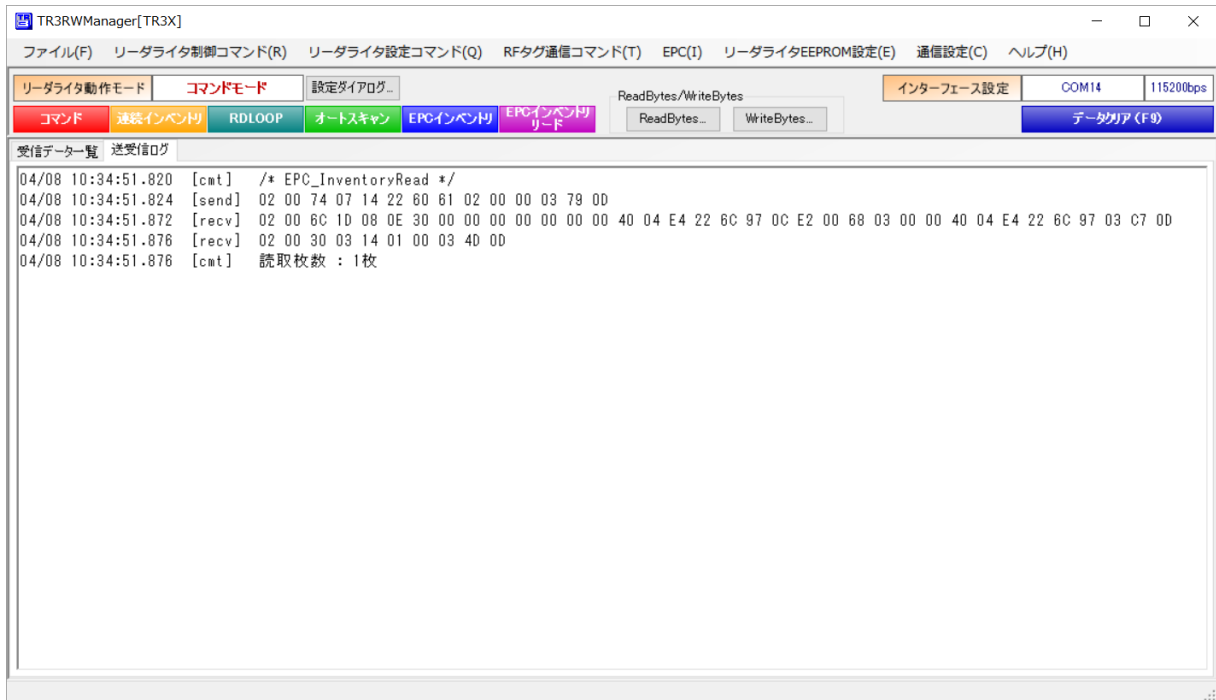 TR3RWManager[TR3X]
ファイル(F) リーダライタ制御コマンド(R) リーダライタ設定コマンド(Q) RFタグ通信コマンド(T) EPC(I) リーダライタEEPROM設定(E) 通信設定(C) ヘルプ(H)
リーダライタ動作モード コマンドモード 設定ダイアログ... インターフェース設定 COM14 115200bps
ReadBytes/WriteBytes
コマンド 連続インベントリ RDLOOP オートスキャン EPCインベントリ EPCインベントリ リード ReadBytes... WriteBytes... データクリア(F9)
受信データ一覧 送受信ログ
04/08 10:34:51.820 [cmt] /* EPC_InventoryRead */
04/08 10:34:51.824 [send] 02 00 74 07 14 22 60 61 02 00 00 03 79 0D
04/08 10:34:51.872 [recv] 02 00 6C 1D 08 0E 30 00 00 00 00 00 00 00 40 04 E4 22 6C 97 0C E2 00 68 03 00 00 40 04 E4 22 6C 97 03 C7 0D
04/08 10:34:51.876 [recv] 02 00 30 03 14 01 00 03 4D 0D
04/08 10:34:51.876 [cmt] 読取枚数 : 1枚